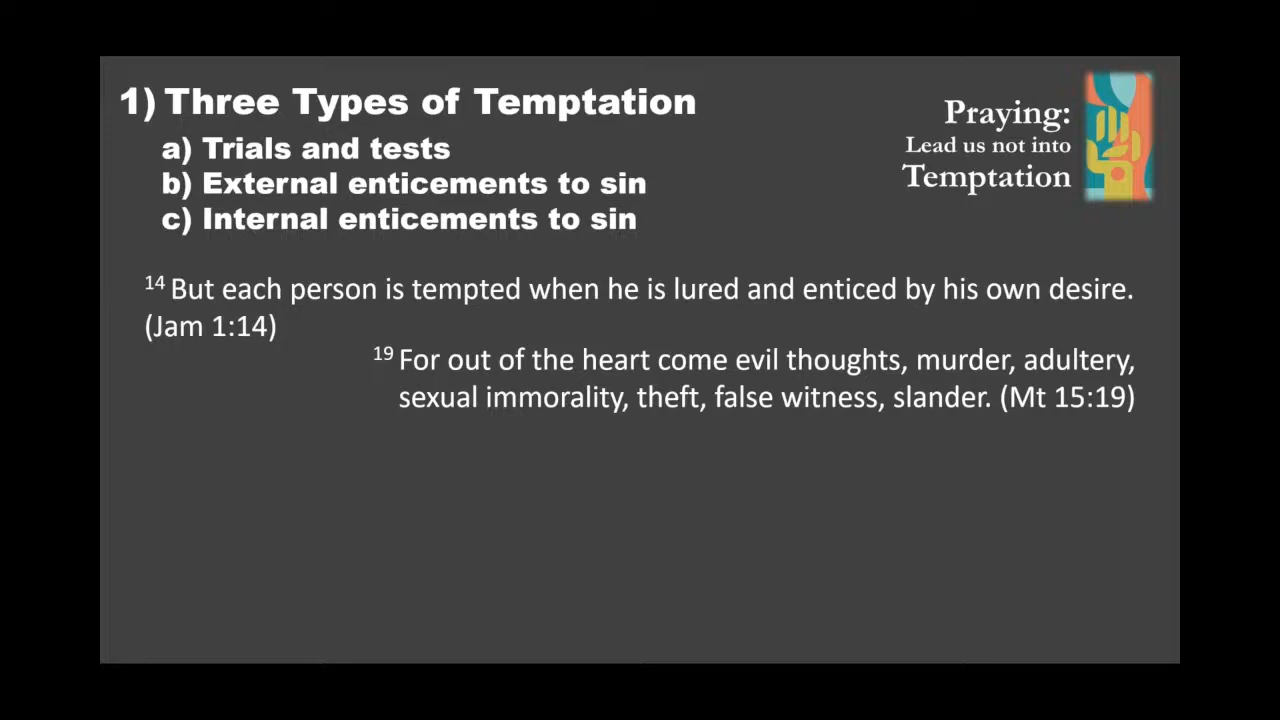 1) Three Types of Temptation
a) Trials and tests
b) External enticements to sin
c) Internal enticements to sin
Praying:
Lead us not into
Temptation
14 But each person is tempted when he is lured and enticed by his own desire.
(Jam 1:14)
19 For out of the heart come evil thoughts, murder, adultery,
sexual immorality, theft, false witness, slander. (Mt 15:19)